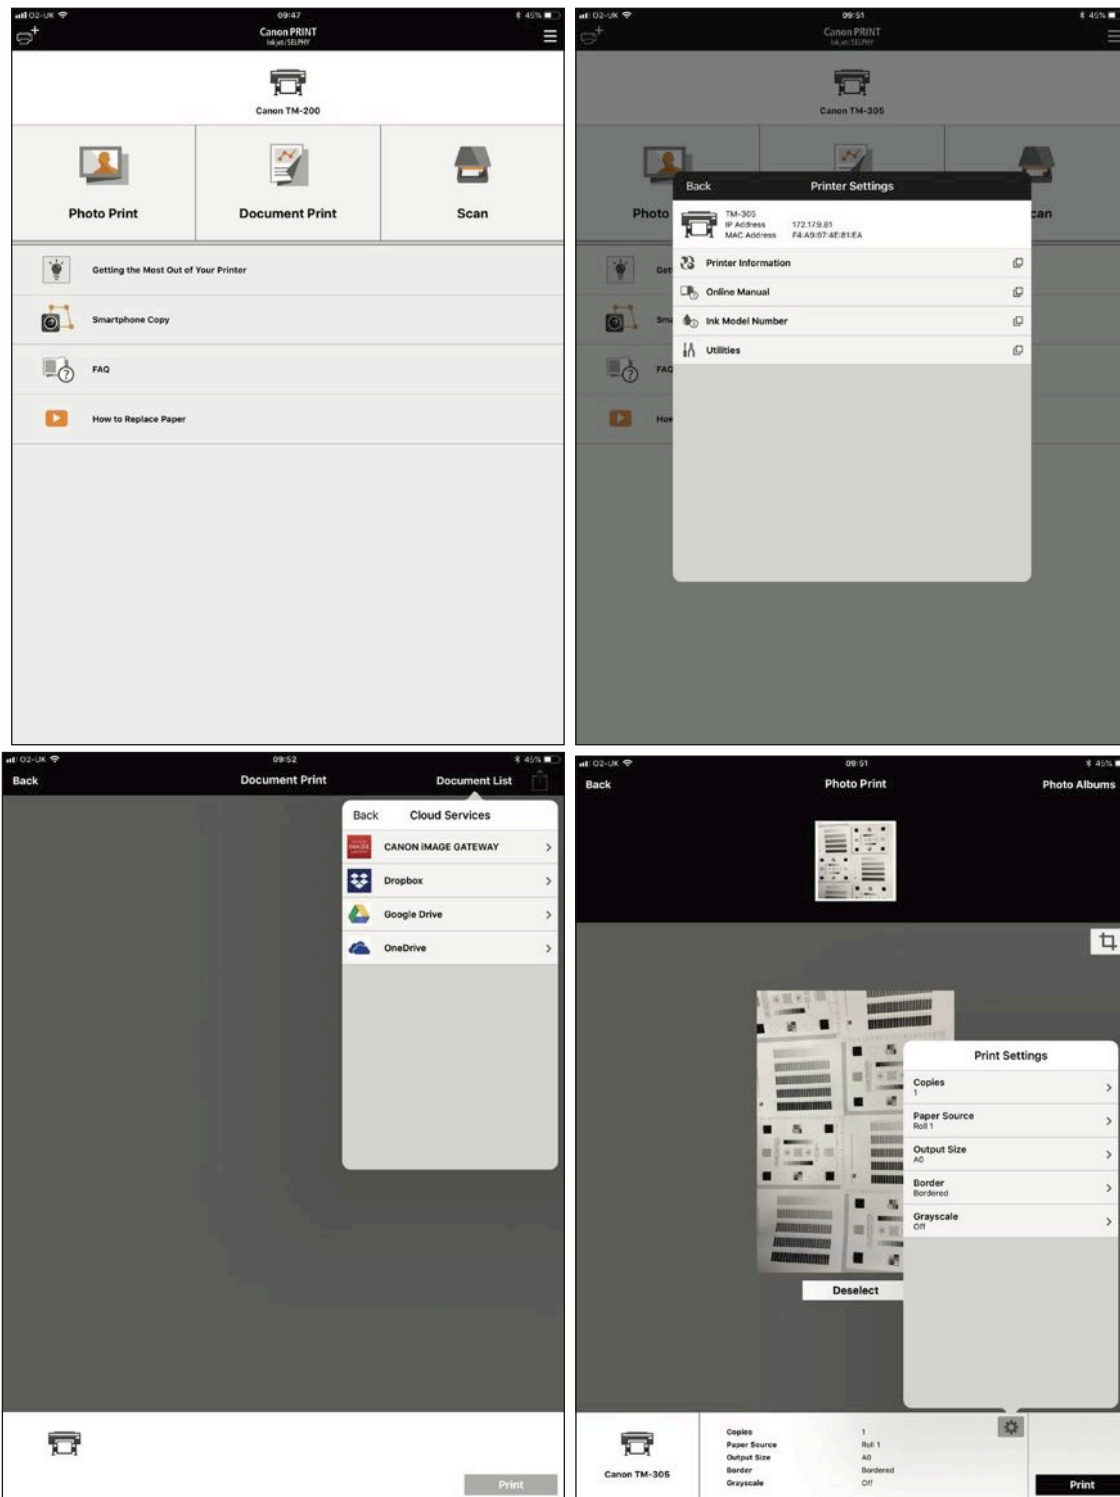 O2-UK
09:47
45%
Canon PRINT
Inkjet/SELPHY
Canon TM-200
Photo Print
Document Print
Scan
Getting the Most Out of Your Printer
Smartphone Copy
FAQ
How to Replace Paper
O2-UK
09:51
45%
Canon PRINT
Inkjet/SELPHY
Canon TM-305
Photo
can
Back
Printer Settings
TM-305
IP Address 172.17.9.81
MAC Address F4:A9:97:4E:81:EA
Get
Printer Information
Online Manual
Sma
Ink Model Number
Utilities
FAQ
How
O2-UK
09:52
45%
Back
Document Print
Document List
Back
Cloud Services
CANON iMAGE GATEWAY
Dropbox
Google Drive
OneDrive
Print
O2-UK
09:51
45%
Back
Photo Print
Photo Albums
Print Settings
Copies
1
Paper Source
Roll 1
Output Size
A0
Border
Bordered
Grayscale
Off
Deselect
Canon TM-305
Copies 1
Paper Source Roll 1
Output Size A0
Border Bordered
Grayscale Off
Print